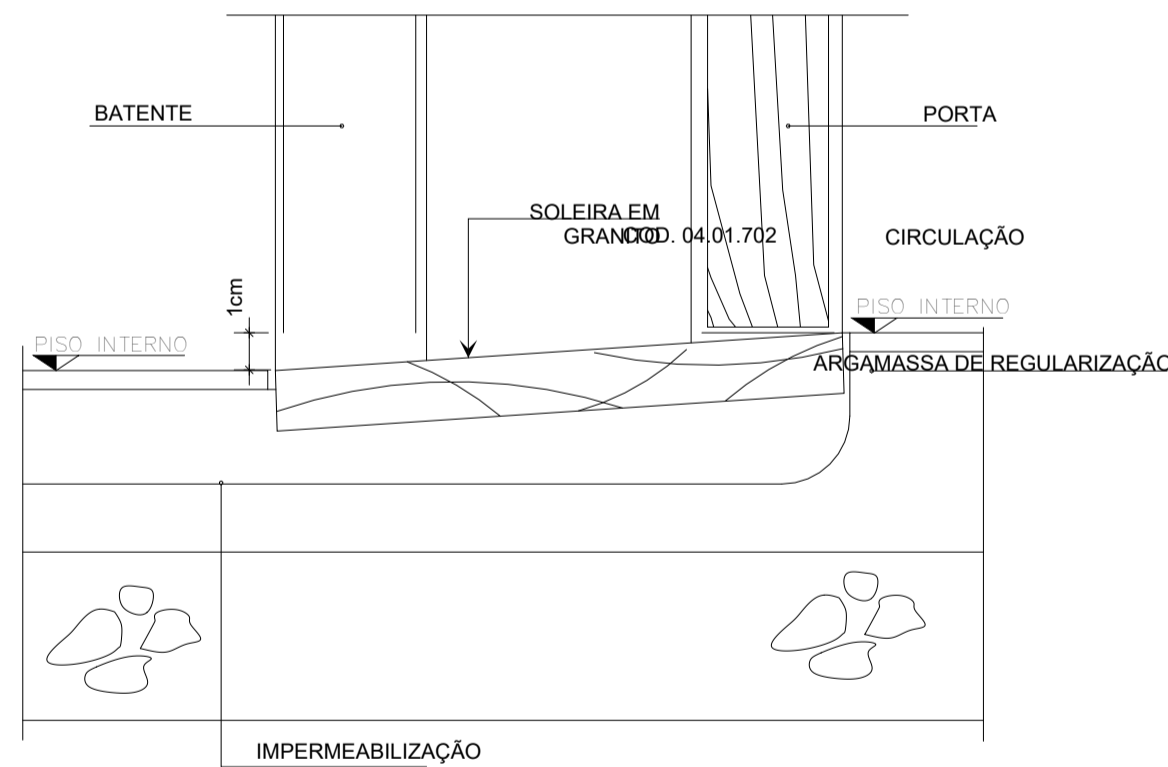 BATENTE
PORTA
SOLEIRA EM
GRANITO
COD. 04.01.702
CIRCULAÇÃO
1cm
PISO INTERNO
PISO INTERNO
ARGAMASSA DE REGULARIZAÇÃO
IMPERMEABILIZAÇÃO